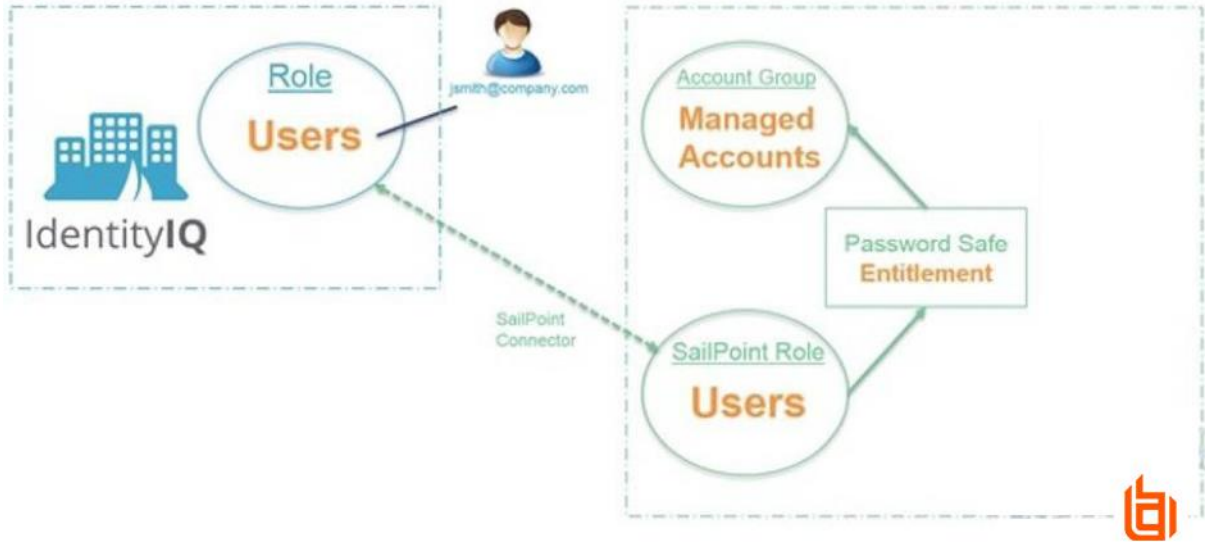 Role
Users
jsmith@company.com
IdentityIQ
SailPoint
Connector
Account Group
Managed
Accounts
Password Safe
Entitlement
SailPoint Role
Users